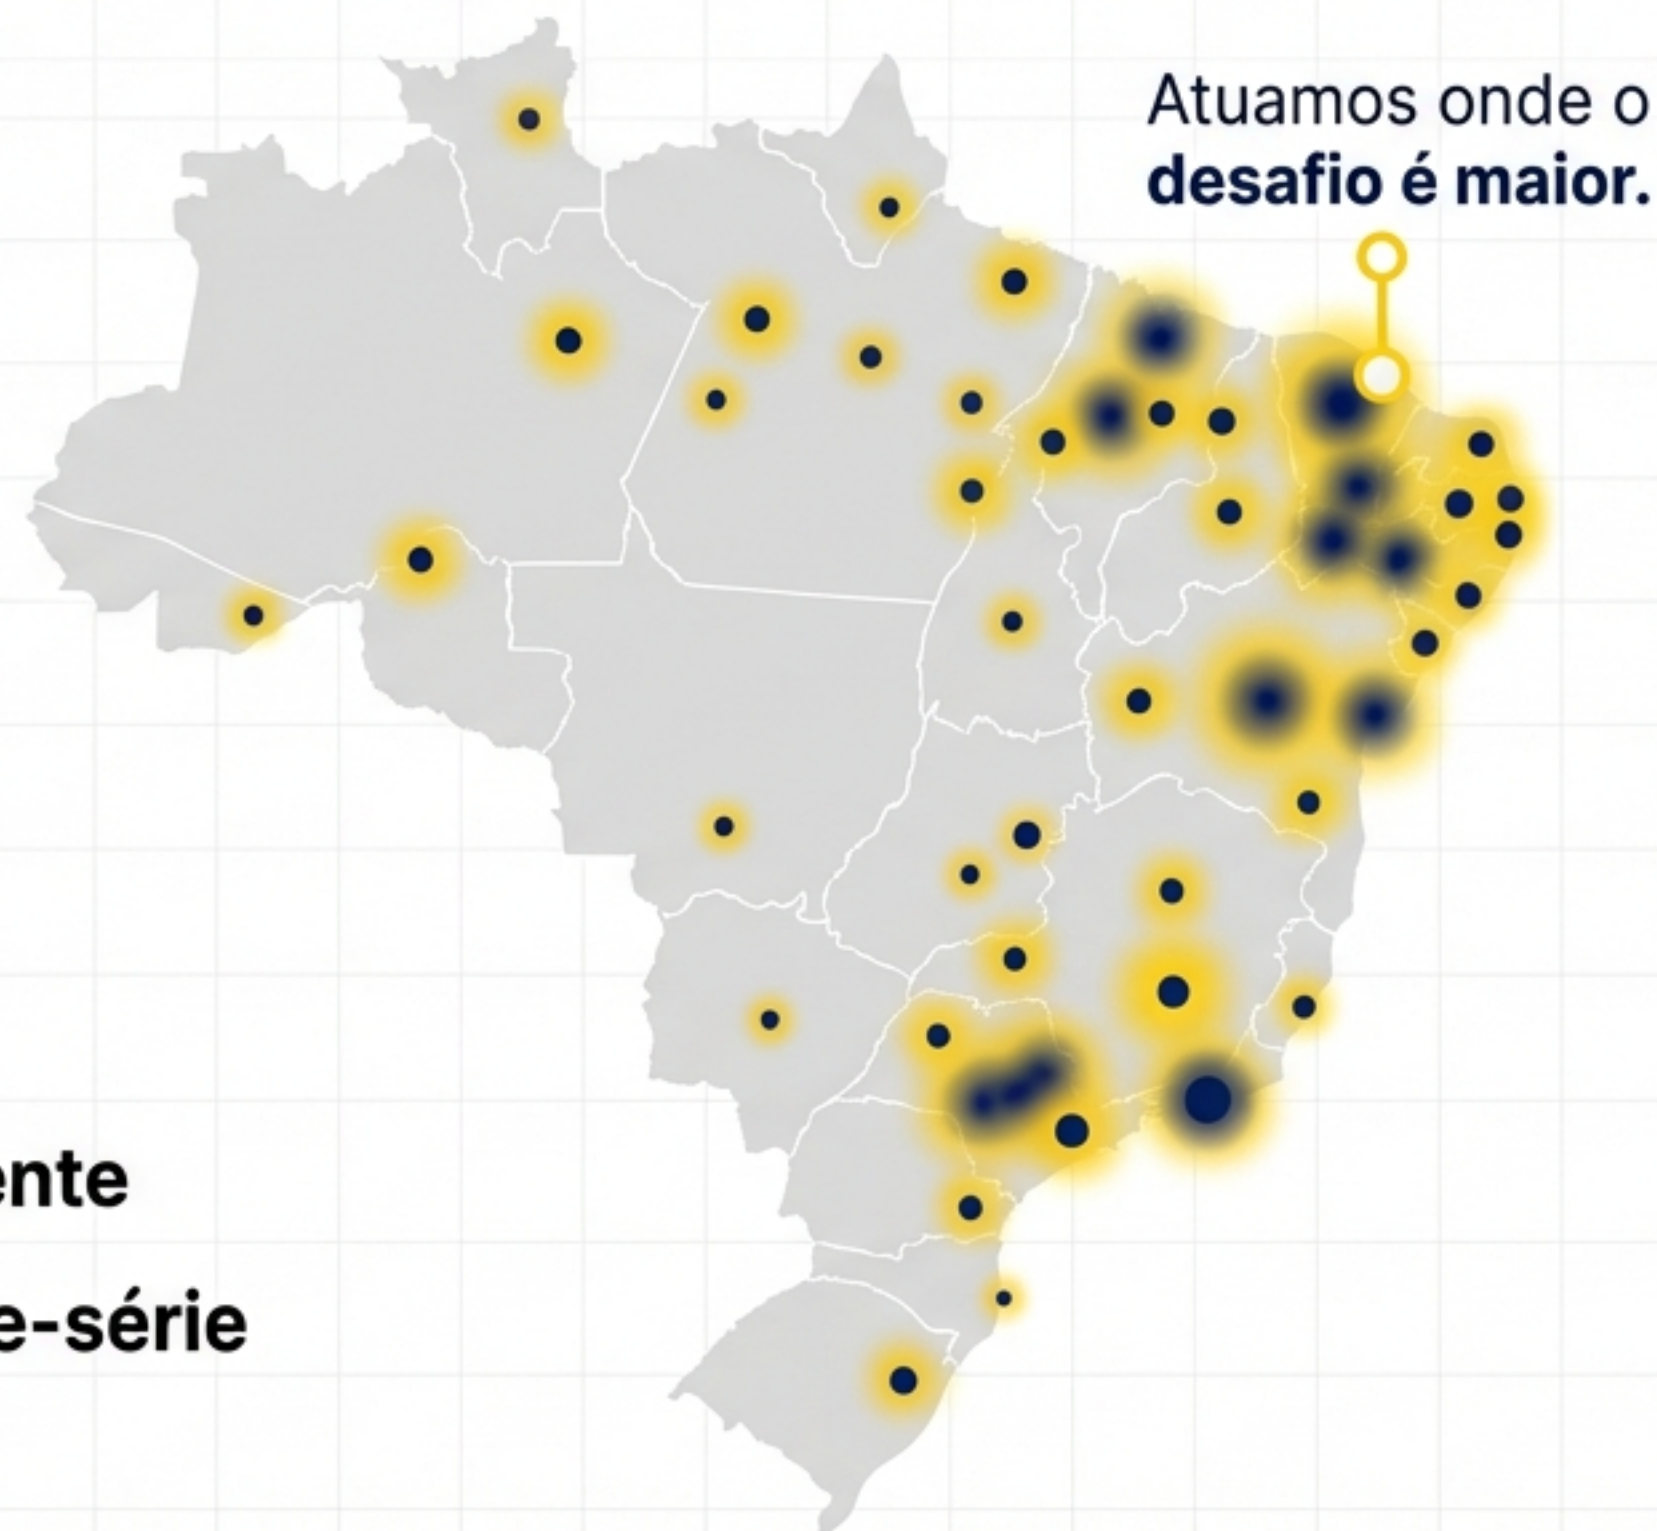 Atuamos onde o
desafio é maior.
ente
e-série